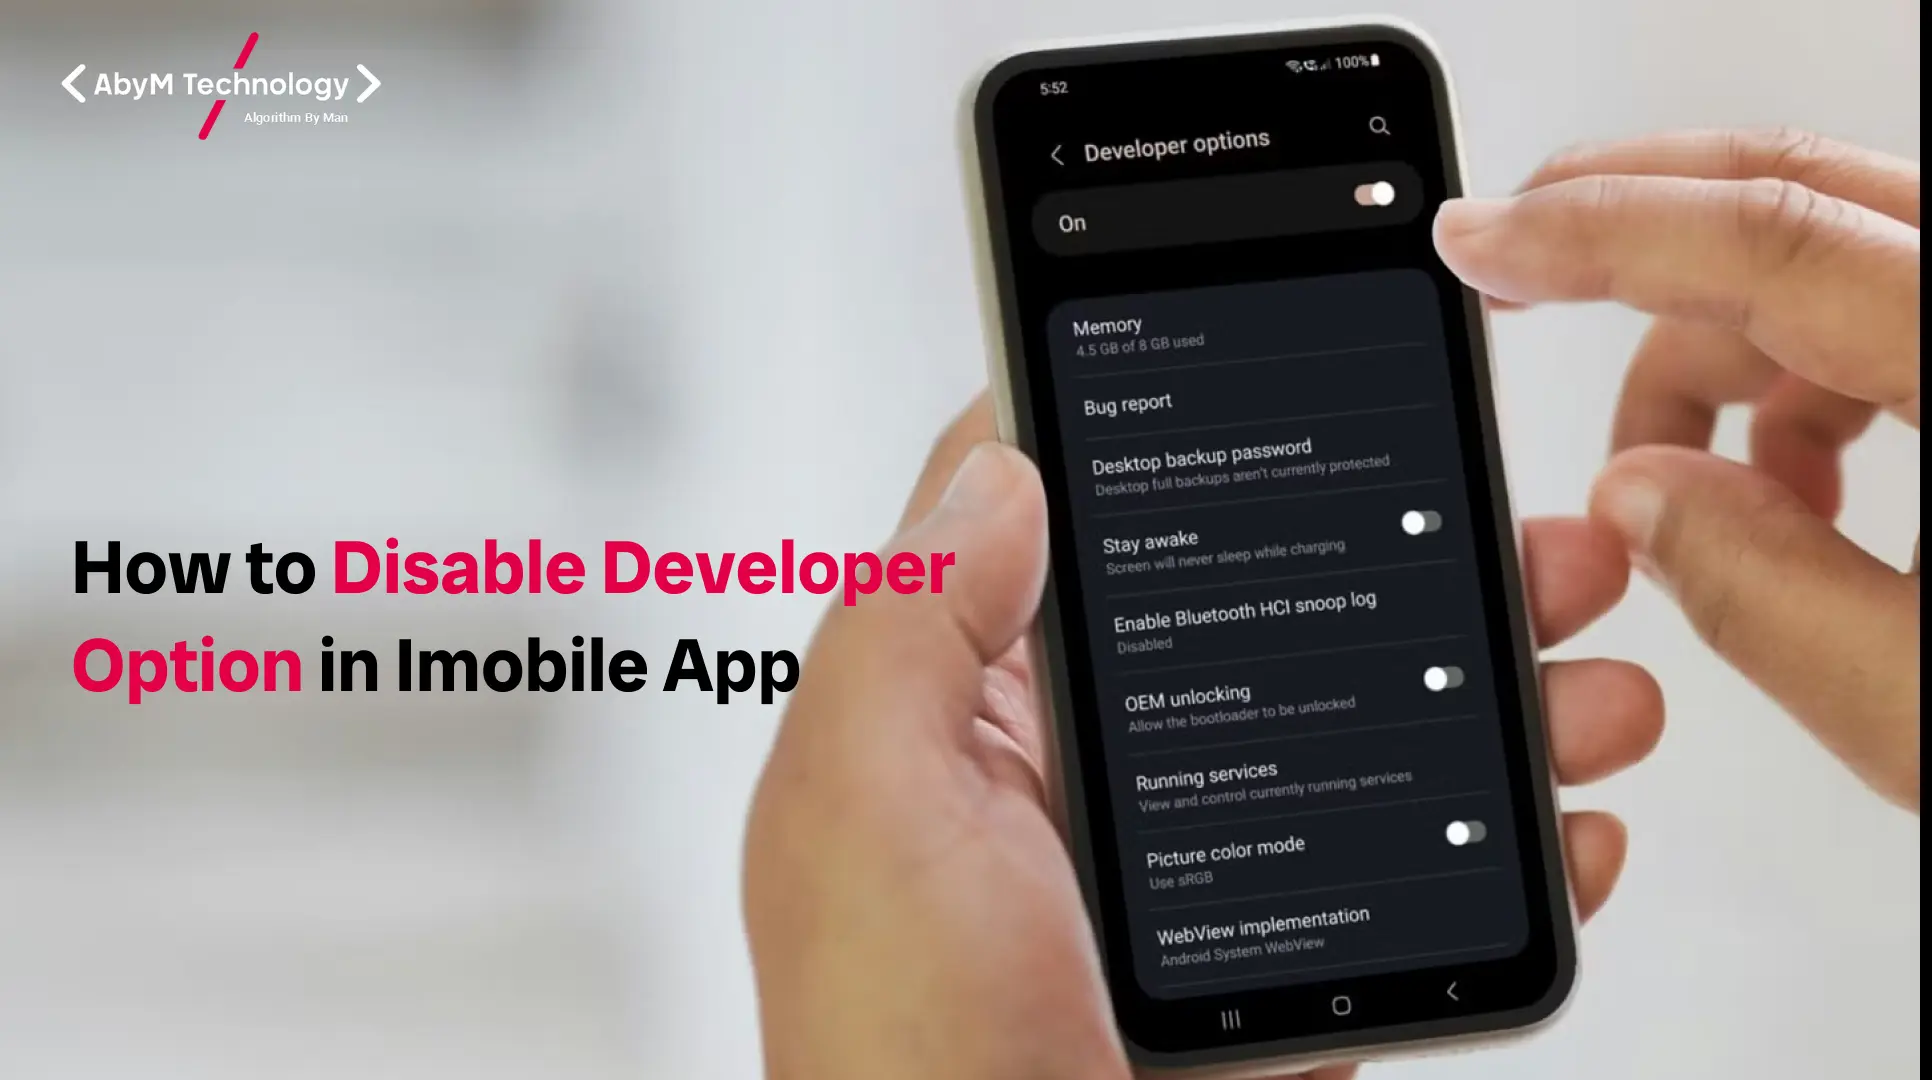 AbyM Technology
Algorithm By Man
How to Disable Developer
Option in Imobile App
5:52
100%
Developer options
On
Memory
4.5 GB of 8 GB used
Bug report
Desktop backup password
Desktop full backups aren't currently protected
Stay awake
Screen will never sleep while charging
Enable Bluetooth HCI snoop log
Disabled
OEM unlocking
Allow the bootloader to be unlocked
Running services
View and control currently running services
Picture color mode
Use sRGB
WebView implementation
Android System WebView